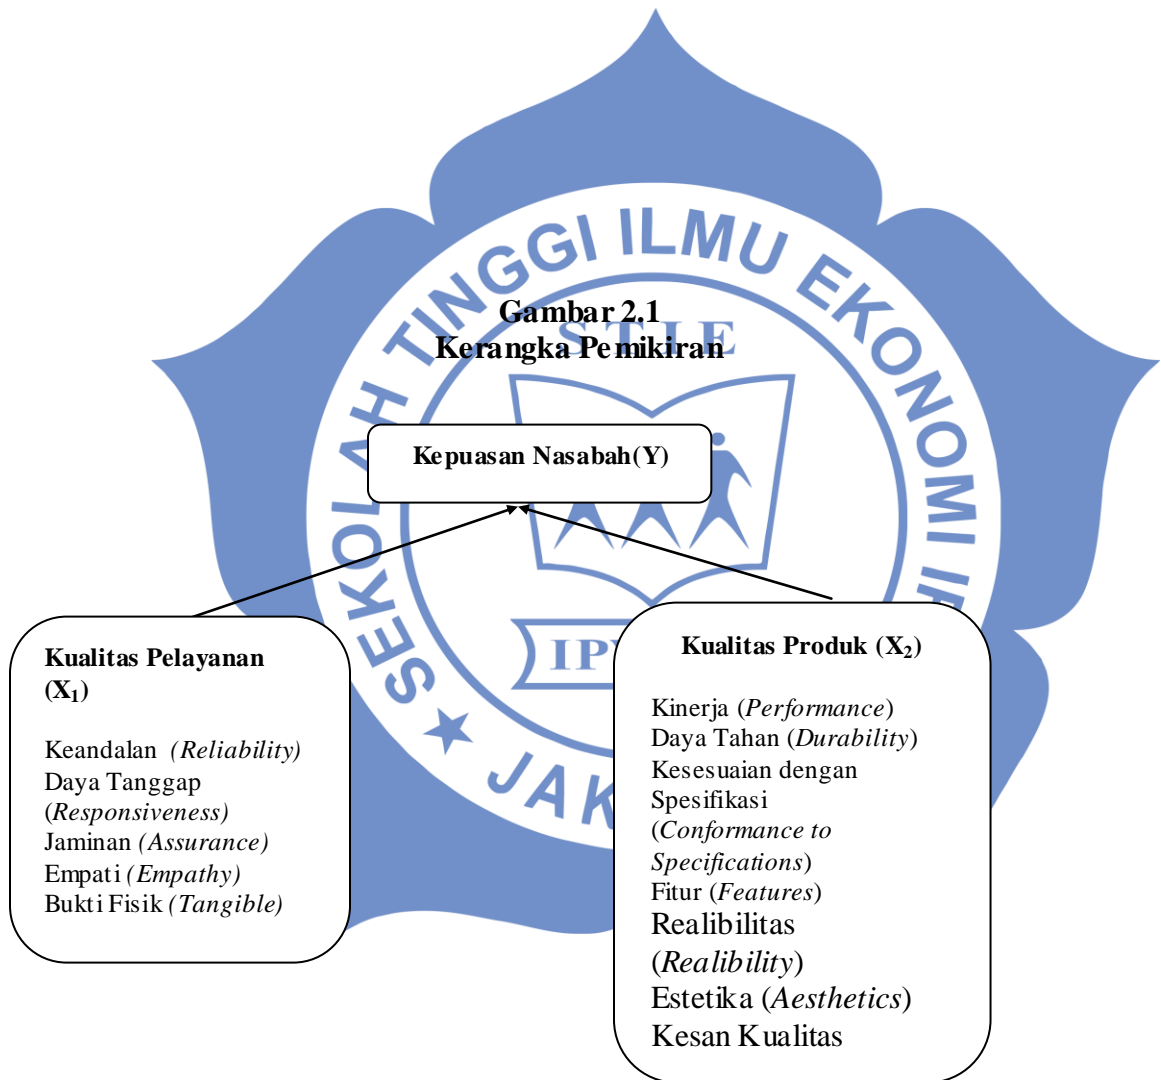 SEKOLAH TINGGI ILMU EKONOMI
Gambar 2.1
STIE
Kerangka Pemikiran
Kepuasan Nasabah(Y)
Kualitas Pelayanan
(X₁)
Keandalan (Reliability)
Daya Tanggap
(Responsiveness)
Jaminan (Assurance)
Empati (Empathy)
Bukti Fisik (Tangible)
Kualitas Produk (X₂)
Kinerja (Performance)
Daya Tahan (Durability)
Kesesuaian dengan
Spesifikasi
(Conformance to
Specifications)
Fitur (Features)
Realibilitas
(Realibility)
Estetika (Aesthetics)
Kesan Kualitas